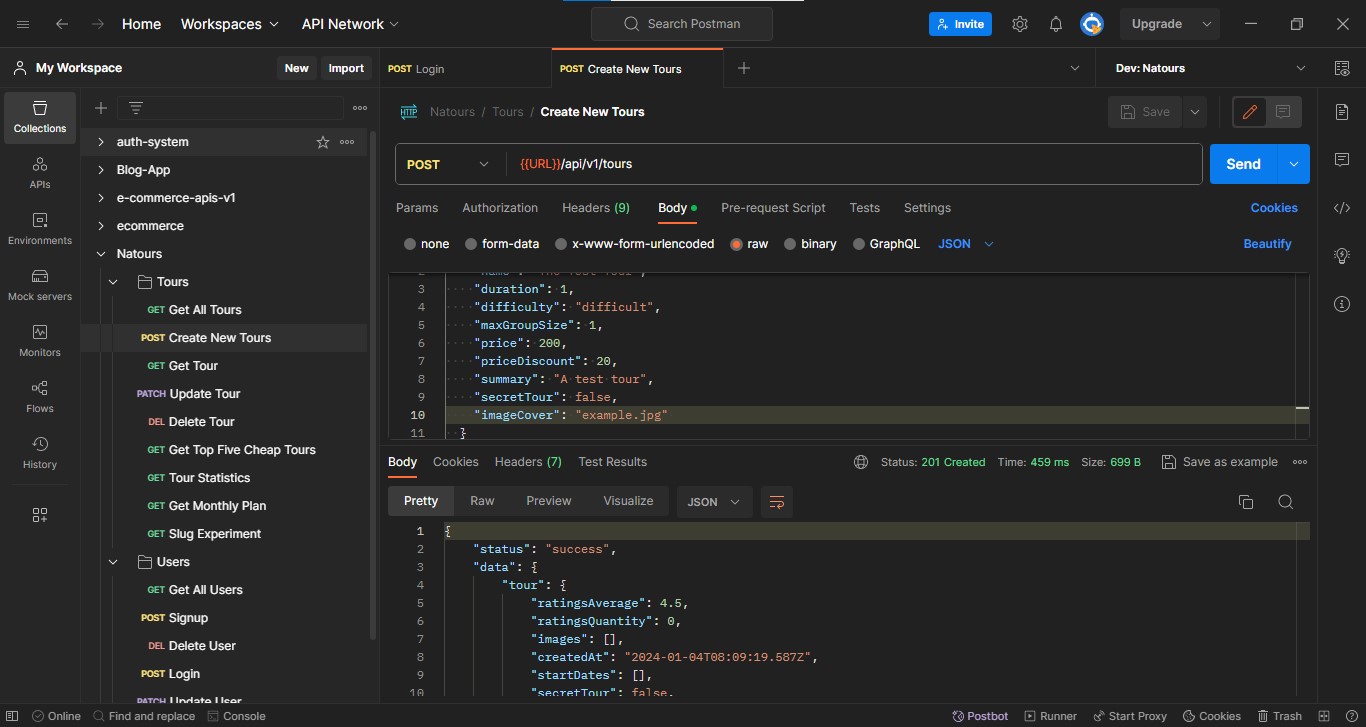 Home
Workspaces
API Network
Search Postman
Invite
Upgrade
My Workspace
New
Import
POST Login
POST Create New Tours
Dev: Natours
Collections
APIs
Environments
Mock servers
Monitors
Flows
History
auth-system
Blog-App
e-commerce-apis-v1
ecommerce
Natours
Tours
GET Get All Tours
POST Create New Tours
GET Get Tour
PATCH Update Tour
DEL Delete Tour
GET Get Top Five Cheap Tours
GET Tour Statistics
GET Get Monthly Plan
GET Slug Experiment
Users
GET Get All Users
POST Signup
DEL Delete User
POST Login
PATCH Update User
HTTP Natours / Tours / Create New Tours
Save
POST
{{URL}}/api/v1/tours
Send
Params
Authorization
Headers (9)
Body
Pre-request Script
Tests
Settings
Cookies
none
form-data
x-www-form-urlencoded
raw
binary
GraphQL
JSON
Beautify
2 "name": "The Test Tour",
3 "duration": 1,
4 "difficulty": "difficult",
5 "maxGroupSize": 1,
6 "price": 200,
7 "priceDiscount": 20,
8 "summary": "A test tour",
9 "secretTour": false,
10 "imageCover": "example.jpg"
11 }
Body
Cookies
Headers (7)
Test Results
Status: 201 Created
Time: 459 ms
Size: 699 B
Save as example
Pretty
Raw
Preview
Visualize
JSON
1 {
2 "status": "success",
3 "data": {
4 "tour": {
5 "ratingsAverage": 4.5,
6 "ratingsQuantity": 0,
7 "images": [],
8 "createdAt": "2024-01-04T08:09:19.587Z",
9 "startDates": [],
10 "secretTour": false,
Online
Find and replace
Console
Postbot
Runner
Start Proxy
Cookies
Trash